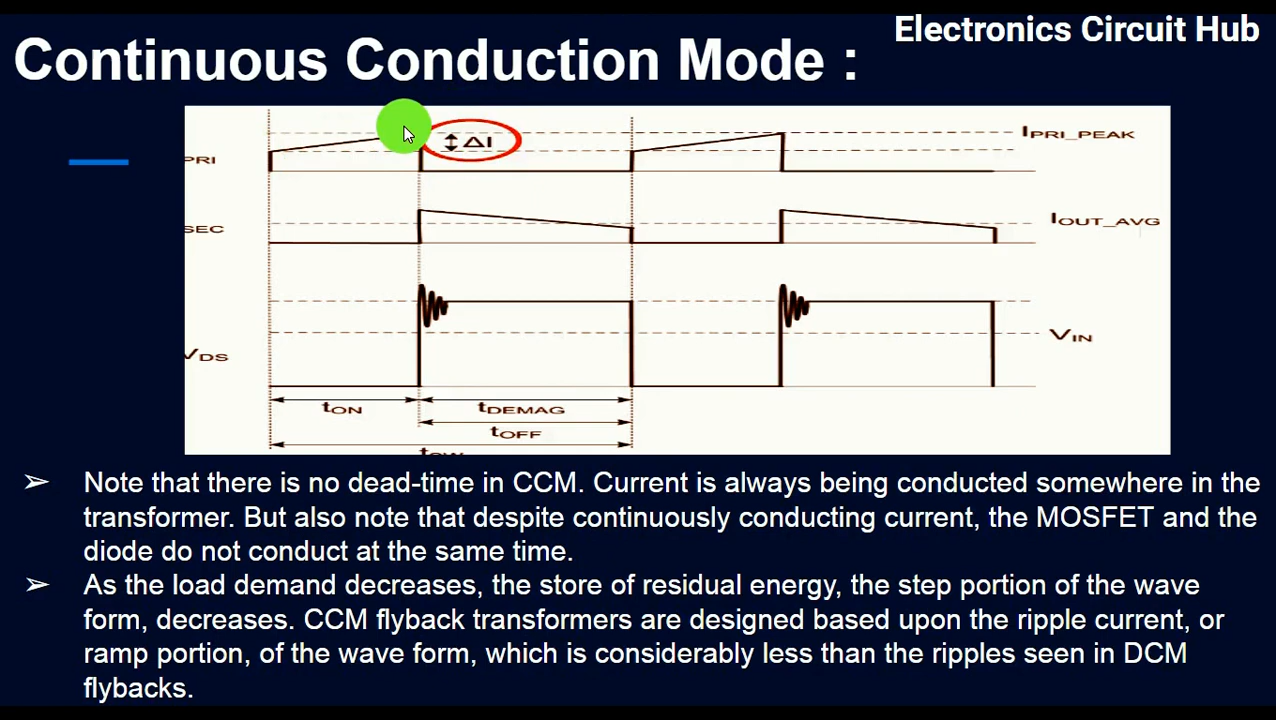 Electronics Circuit Hub
Continuous Conduction Mode :
ΔI
IPRI_PEAK
PRI
IOUT_AVG
SEC
VIN
VDS
tON
tDEMAG
tOFF
➢ Note that there is no dead-time in CCM. Current is always being conducted somewhere in the
transformer. But also note that despite continuously conducting current, the MOSFET and the
diode do not conduct at the same time.
➢ As the load demand decreases, the store of residual energy, the step portion of the wave
form, decreases. CCM flyback transformers are designed based upon the ripple current, or
ramp portion, of the wave form, which is considerably less than the ripples seen in DCM
flybacks.